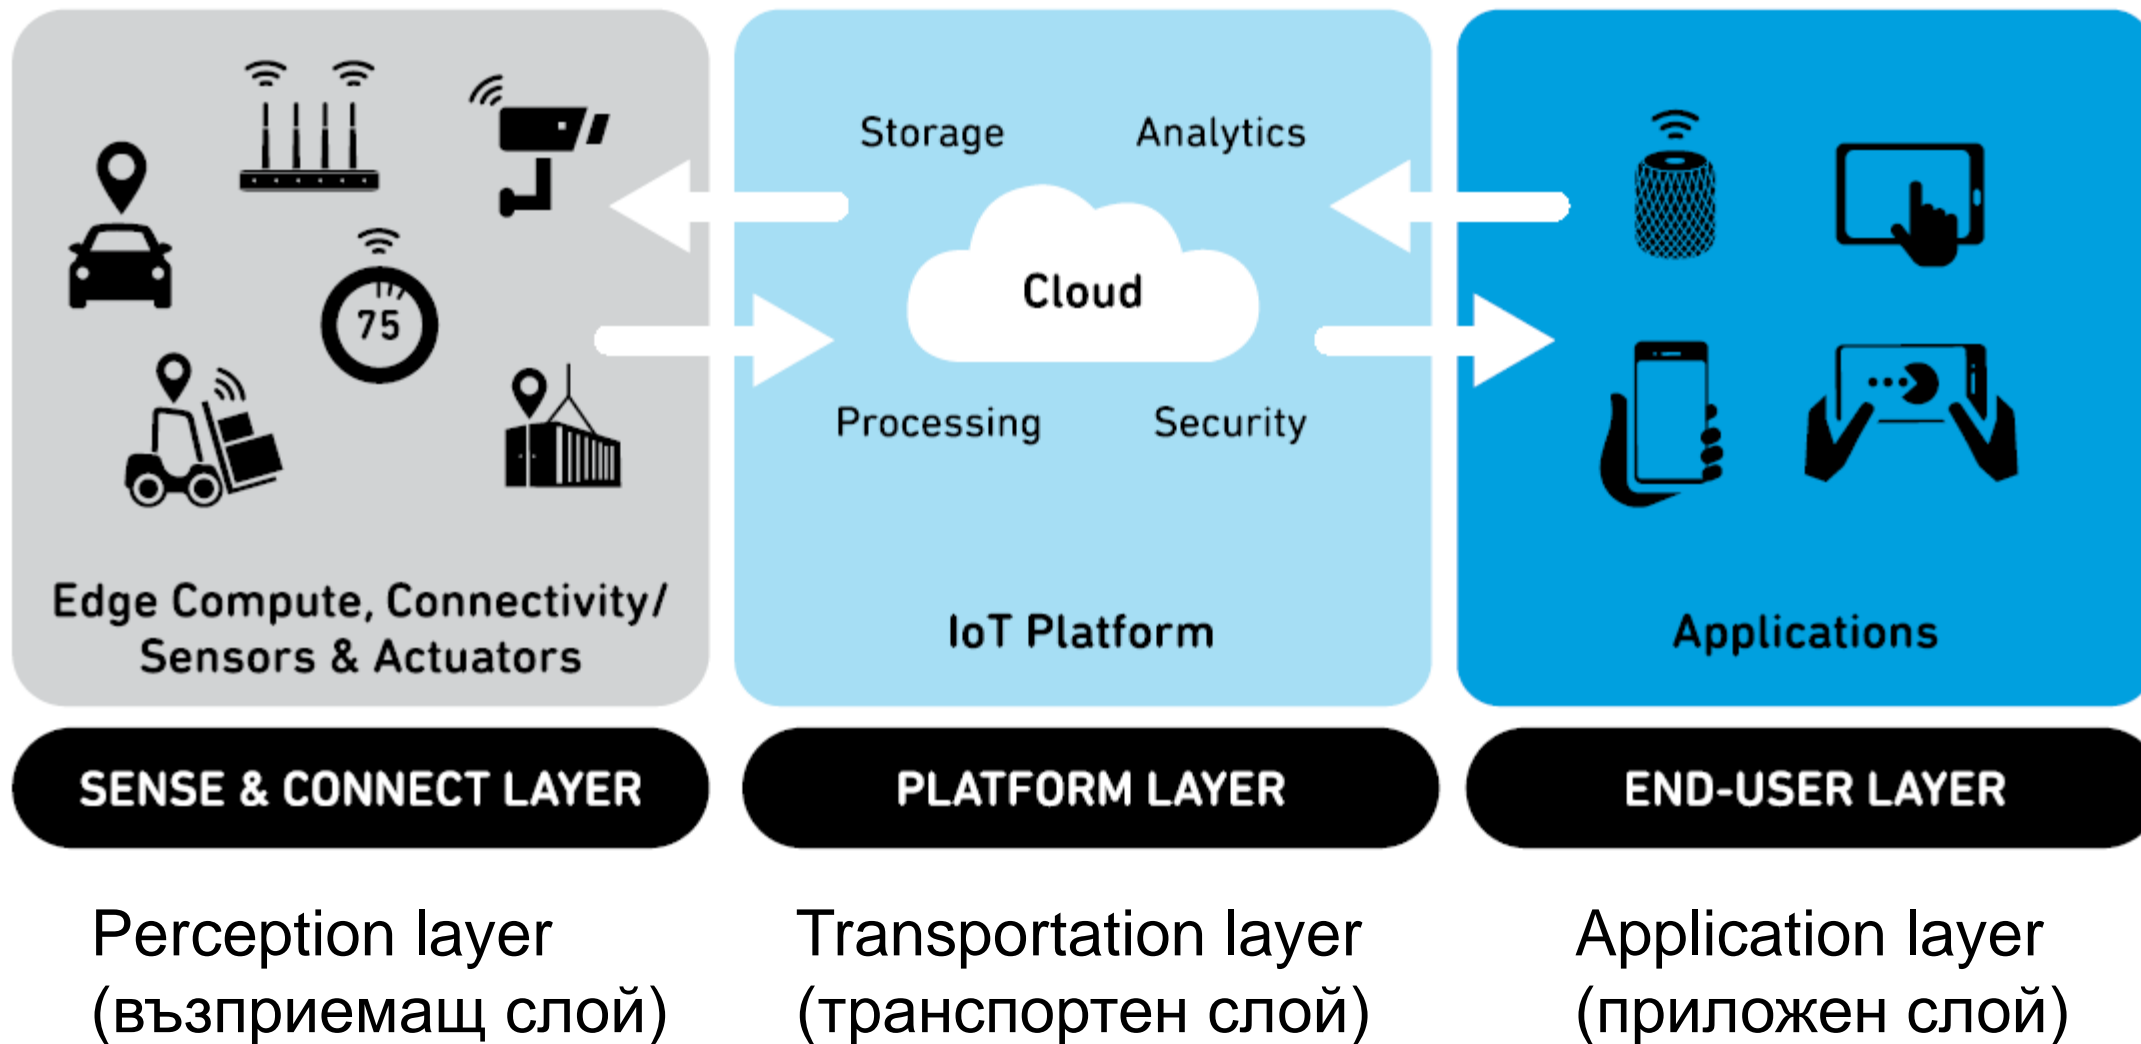 75
Edge Compute, Connectivity/
Sensors & Actuators
SENSE & CONNECT LAYER
Perception layer
(възприемащ слой)
Storage
Analytics
Cloud
Processing
Security
IoT Platform
PLATFORM LAYER
Transportation layer
(транспортен слой)
Applications
END-USER LAYER
Application layer
(приложен слой)